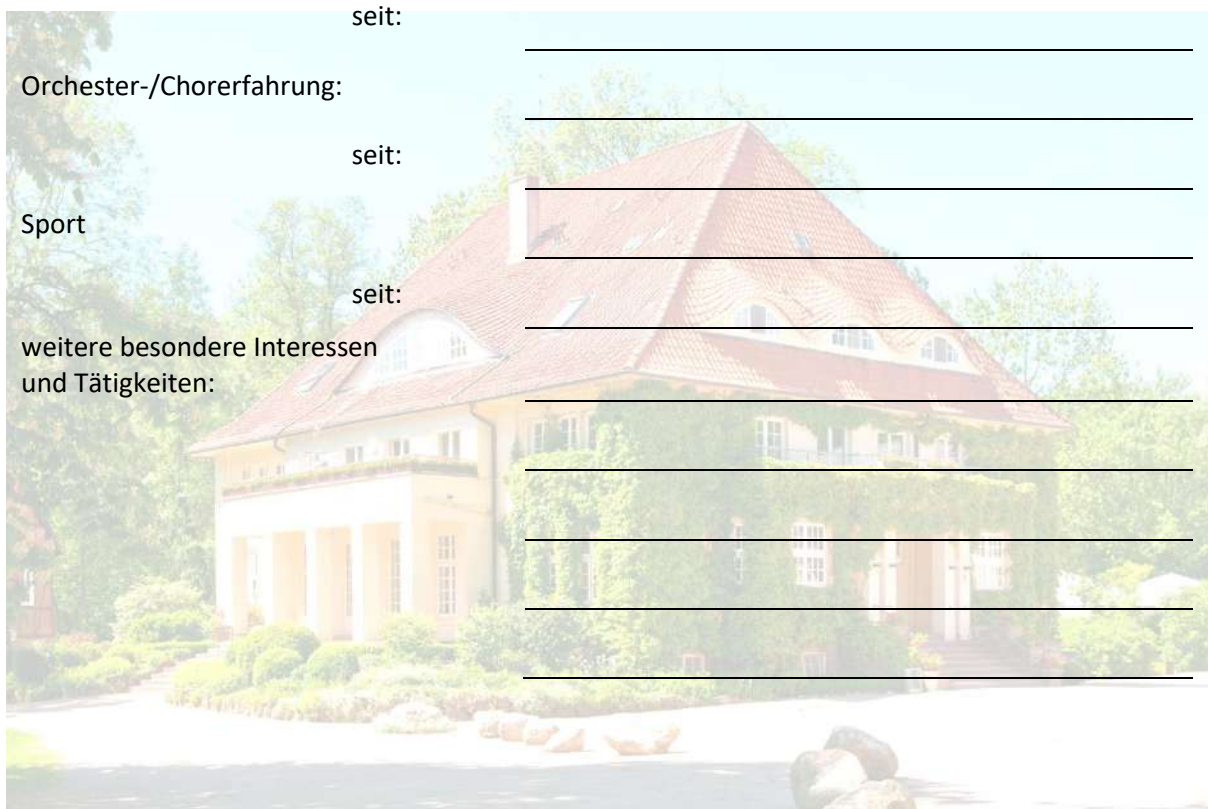 seit:
Orchester-/Chorerfahrung:
seit:
Sport
seit:
weitere besondere Interessen
und Tätigkeiten: